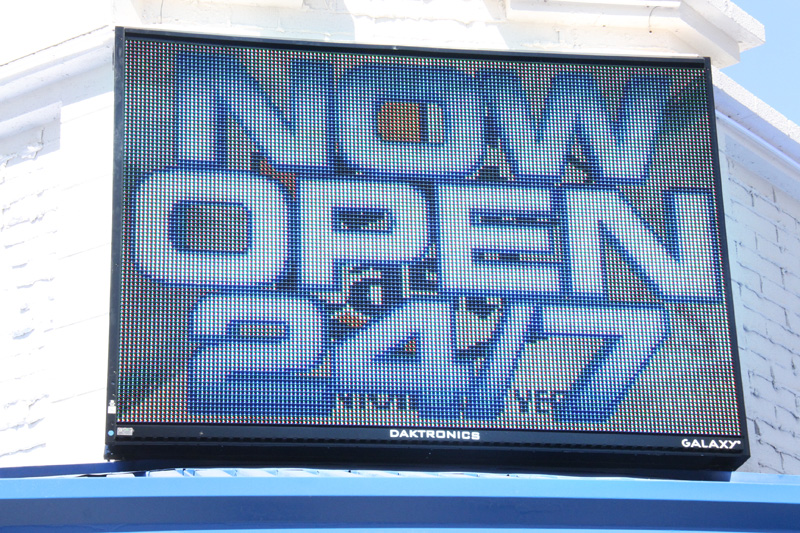 NOW
OPEN
24/7
DAKTRONICS
GALAXY